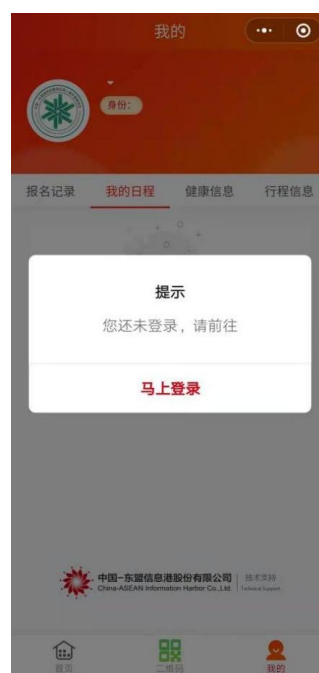 我的
身份:
报名记录 我的日程 健康信息 行程信息
提示
您还未登录，请前往
马上登录
中国-东盟信息港股份有限公司 技术支持
China-ASEAN Information Harbor Co.,Ltd. Technical Support
首页 二维码 我的